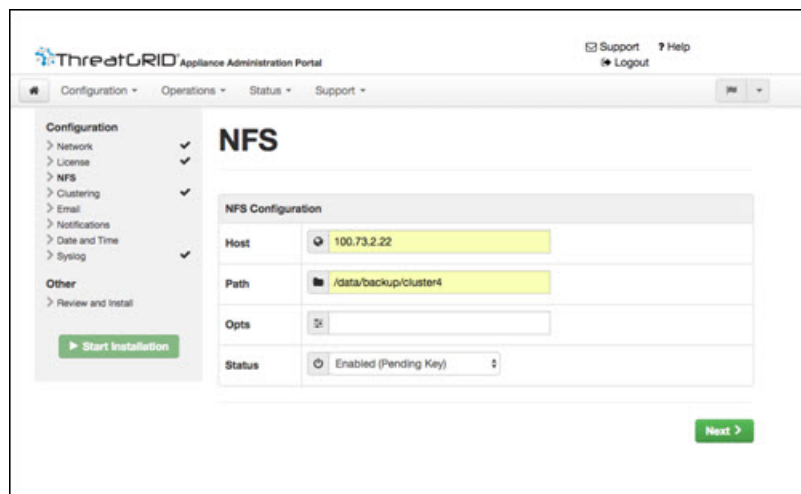 Support ? Help
ThreatGRID Appliance Administration Portal
Logout
Configuration Operations Status Support
Configuration
Network
License
NFS
Clustering
Email
Notifications
Date and Time
Syslog
Other
Review and Install
Start Installation
NFS
NFS Configuration
Host 100.73.2.22
Path /data/backup/cluster4
Opts
Status Enabled (Pending Key)
Next